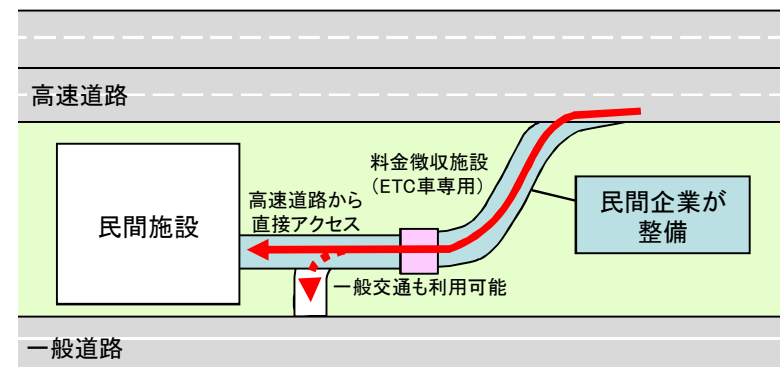 高速道路
料金徴収施設
（ETC車専用）
高速道路から
直接アクセス
民間施設
民間企業が
整備
一般交通も利用可能
一般道路